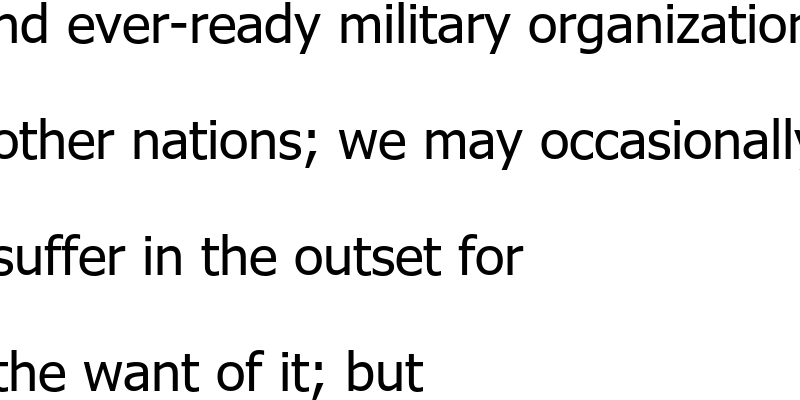 nd ever-ready military organization
other nations; we may occasionally
suffer in the outset for
the want of it; but